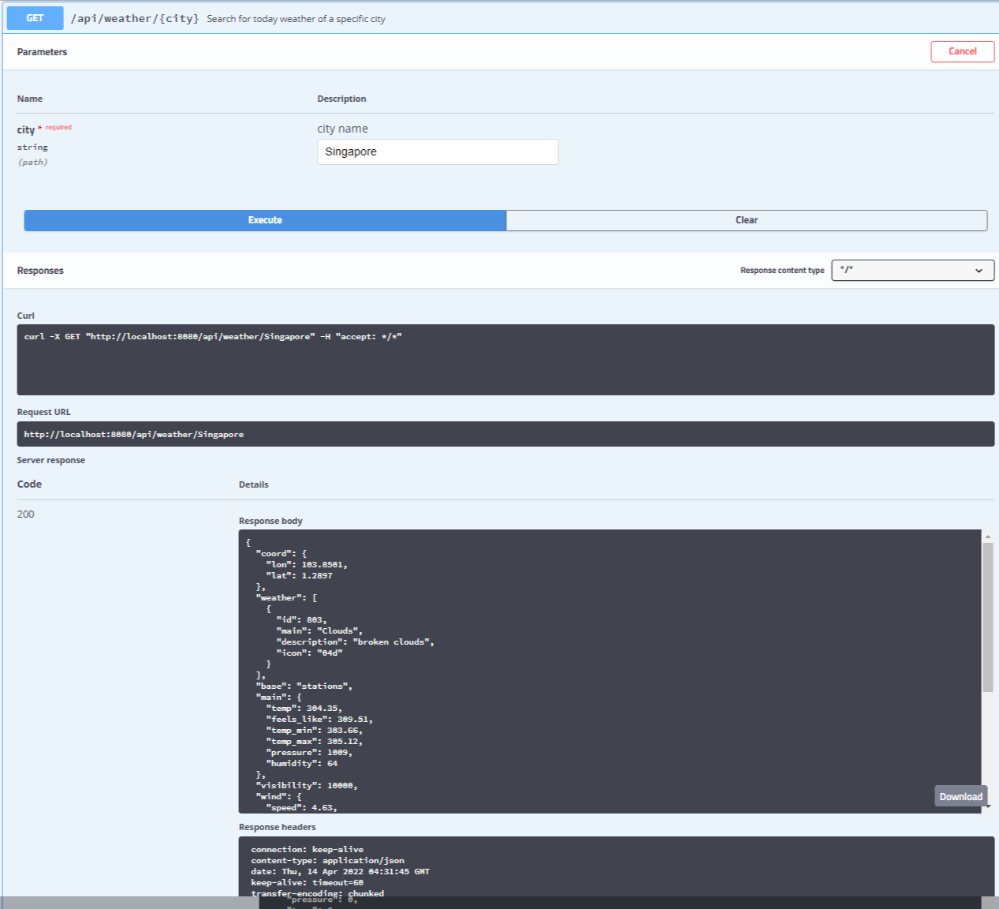 GET /api/weather/{city} Search for today weather of a specific city
Parameters
Cancel
Name Description
city * required
string
(path)
city name
Singapore
Execute Clear
Responses
Response content type */*
Curl
curl -X GET "http://localhost:8080/api/weather/Singapore" -H "accept: */*"
Request URL
http://localhost:8080/api/weather/Singapore
Server response
Code Details
200
Response body
{
  "coord": {
    "lon": 103.8501,
    "lat": 1.2897
  },
  "weather": [
    {
      "id": 803,
      "main": "Clouds",
      "description": "broken clouds",
      "icon": "04d"
    }
  ],
  "base": "stations",
  "main": {
    "temp": 304.35,
    "feels_like": 309.51,
    "temp_min": 303.66,
    "temp_max": 305.12,
    "pressure": 1009,
    "humidity": 64
  },
  "visibility": 10000,
  "wind": {
    "speed": 4.63,
Download
Response headers
connection: keep-alive
content-type: application/json
date: Thu, 14 Apr 2022 04:31:45 GMT
keep-alive: timeout=60
transfer-encoding: chunked
"pressure": 0,